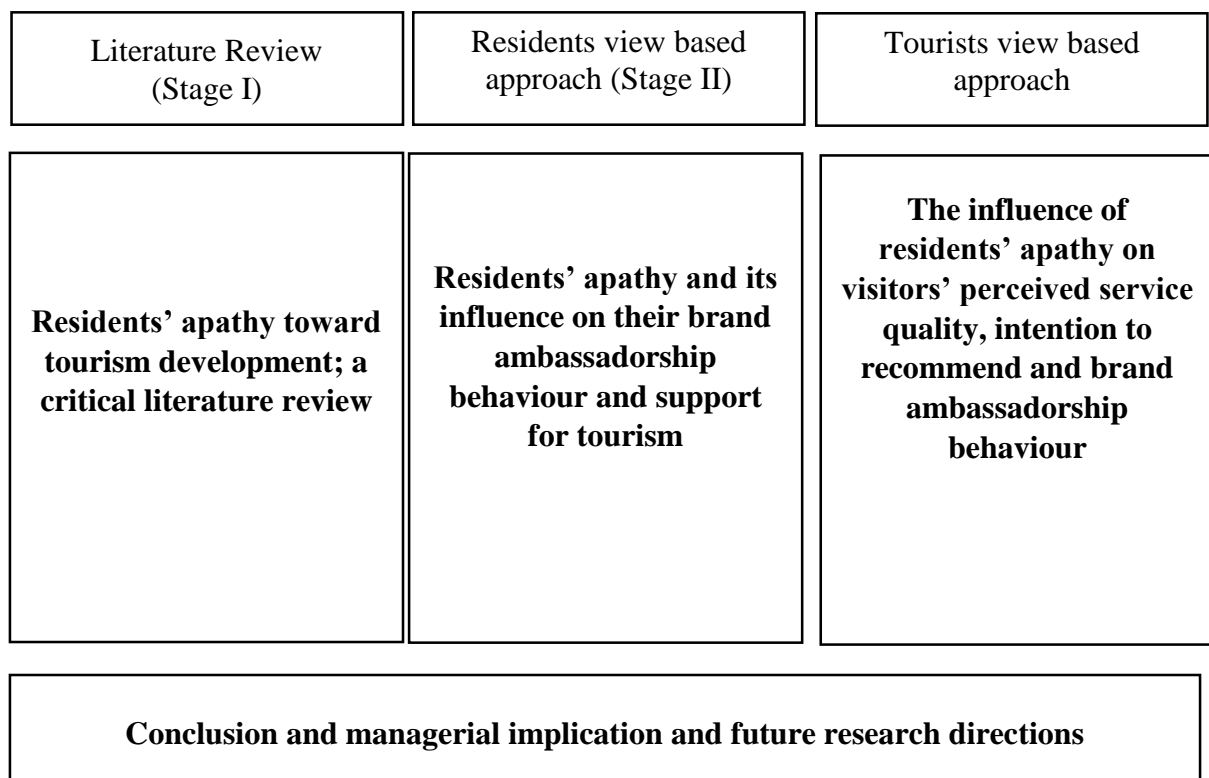 Literature Review
(Stage I)
Residents view based
approach (Stage II)
Tourists view based
approach
Residents’ apathy toward
tourism development; a
critical literature review
Residents’ apathy and its
influence on their brand
ambassadorship
behaviour and support
for tourism
The influence of
residents’ apathy on
visitors’ perceived service
quality, intention to
recommend and brand
ambassadorship
behaviour
Conclusion and managerial implication and future research directions